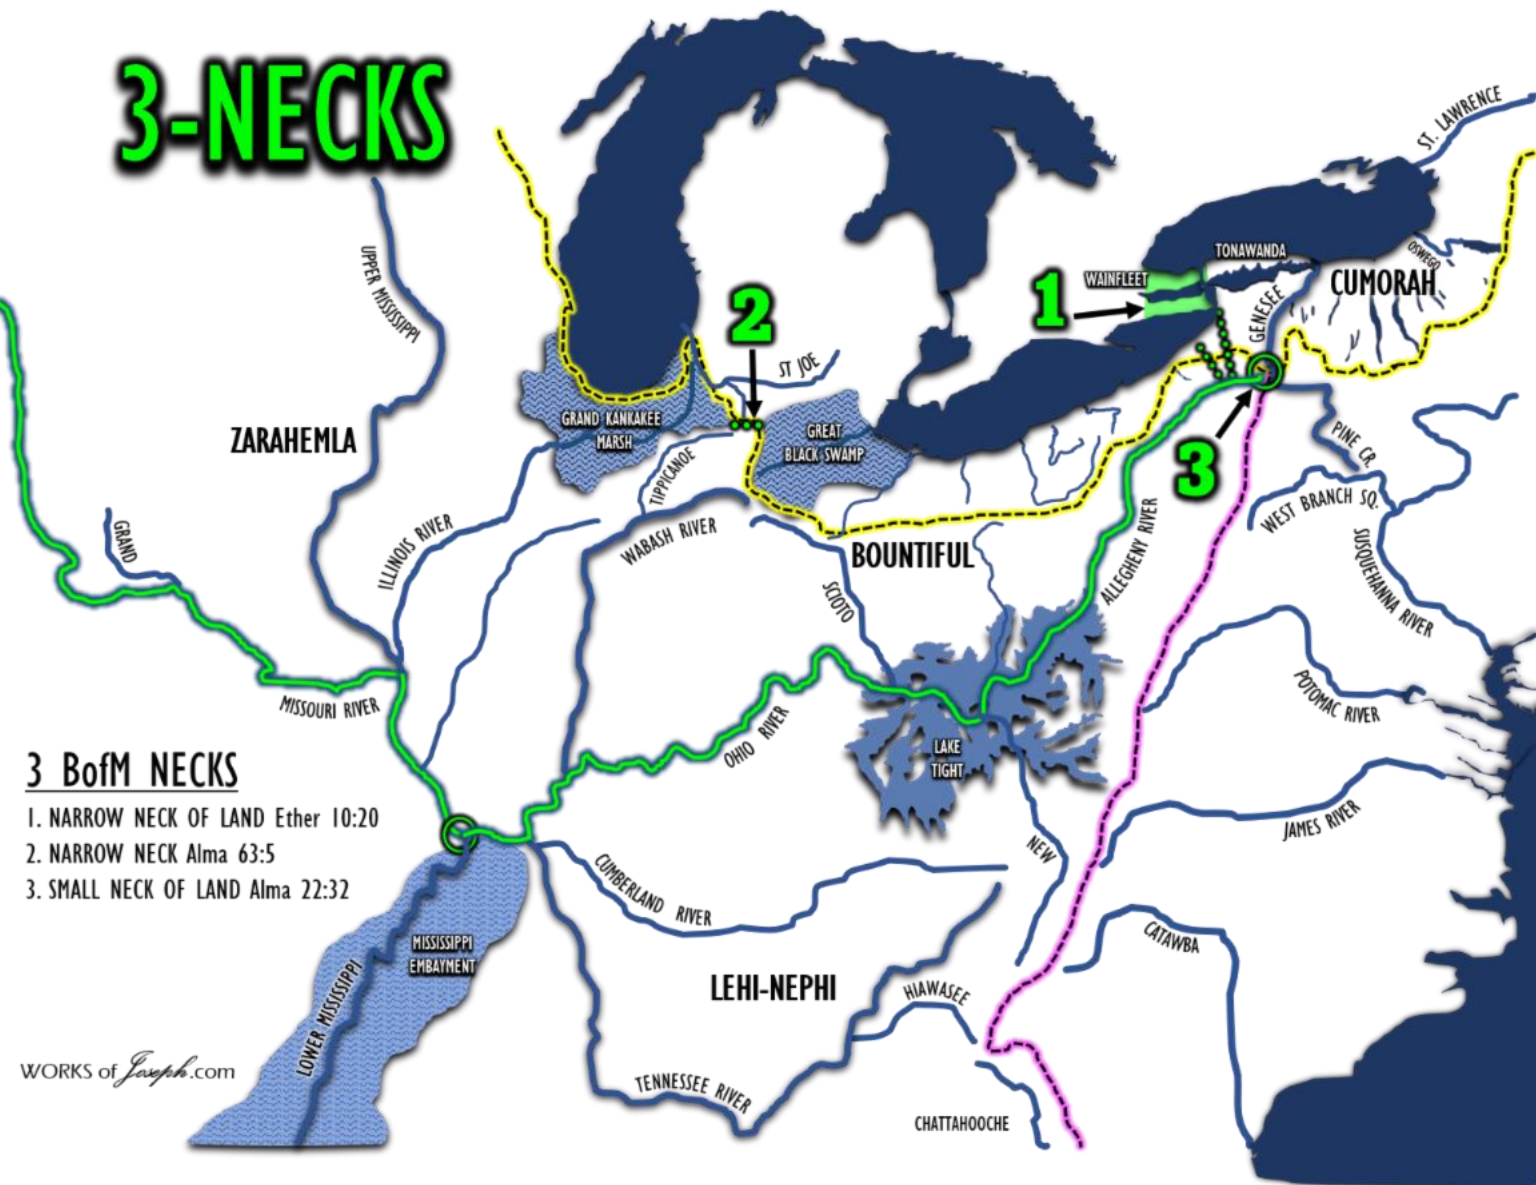 3-NECKS
ST. LAWRENCE
UPPER MISSISSIPPI
TONAWANDA
OSWEGO
WAINFLEET
CUMORAH
1
2
GENESEE
ST JOE
GRAND KANKAKEE
MARSH
GREAT
BLACK SWAMP
ZARAHEMLA
3
PINE CR.
TIPPICANOE
WEST BRANCH SQ.
GRAND
ILLINOIS RIVER
WABASH RIVER
BOUNTIFUL
ALLEGHENY RIVER
SUSQUEHANNA RIVER
SCIOTO
MISSOURI RIVER
POTOMAC RIVER
OHIO RIVER
LAKE
TIGHT
3 BofM NECKS
1. NARROW NECK OF LAND Ether 10:20
2. NARROW NECK Alma 63:5
3. SMALL NECK OF LAND Alma 22:32
JAMES RIVER
NEW
CUMBERLAND RIVER
MISSISSIPPI
EMBAYMENT
CATAWBA
LEHI-NEPHI
HIAWASEE
LOWER MISSISSIPPI
WORKS of Joseph.com
TENNESSEE RIVER
CHATTAHOOCHE